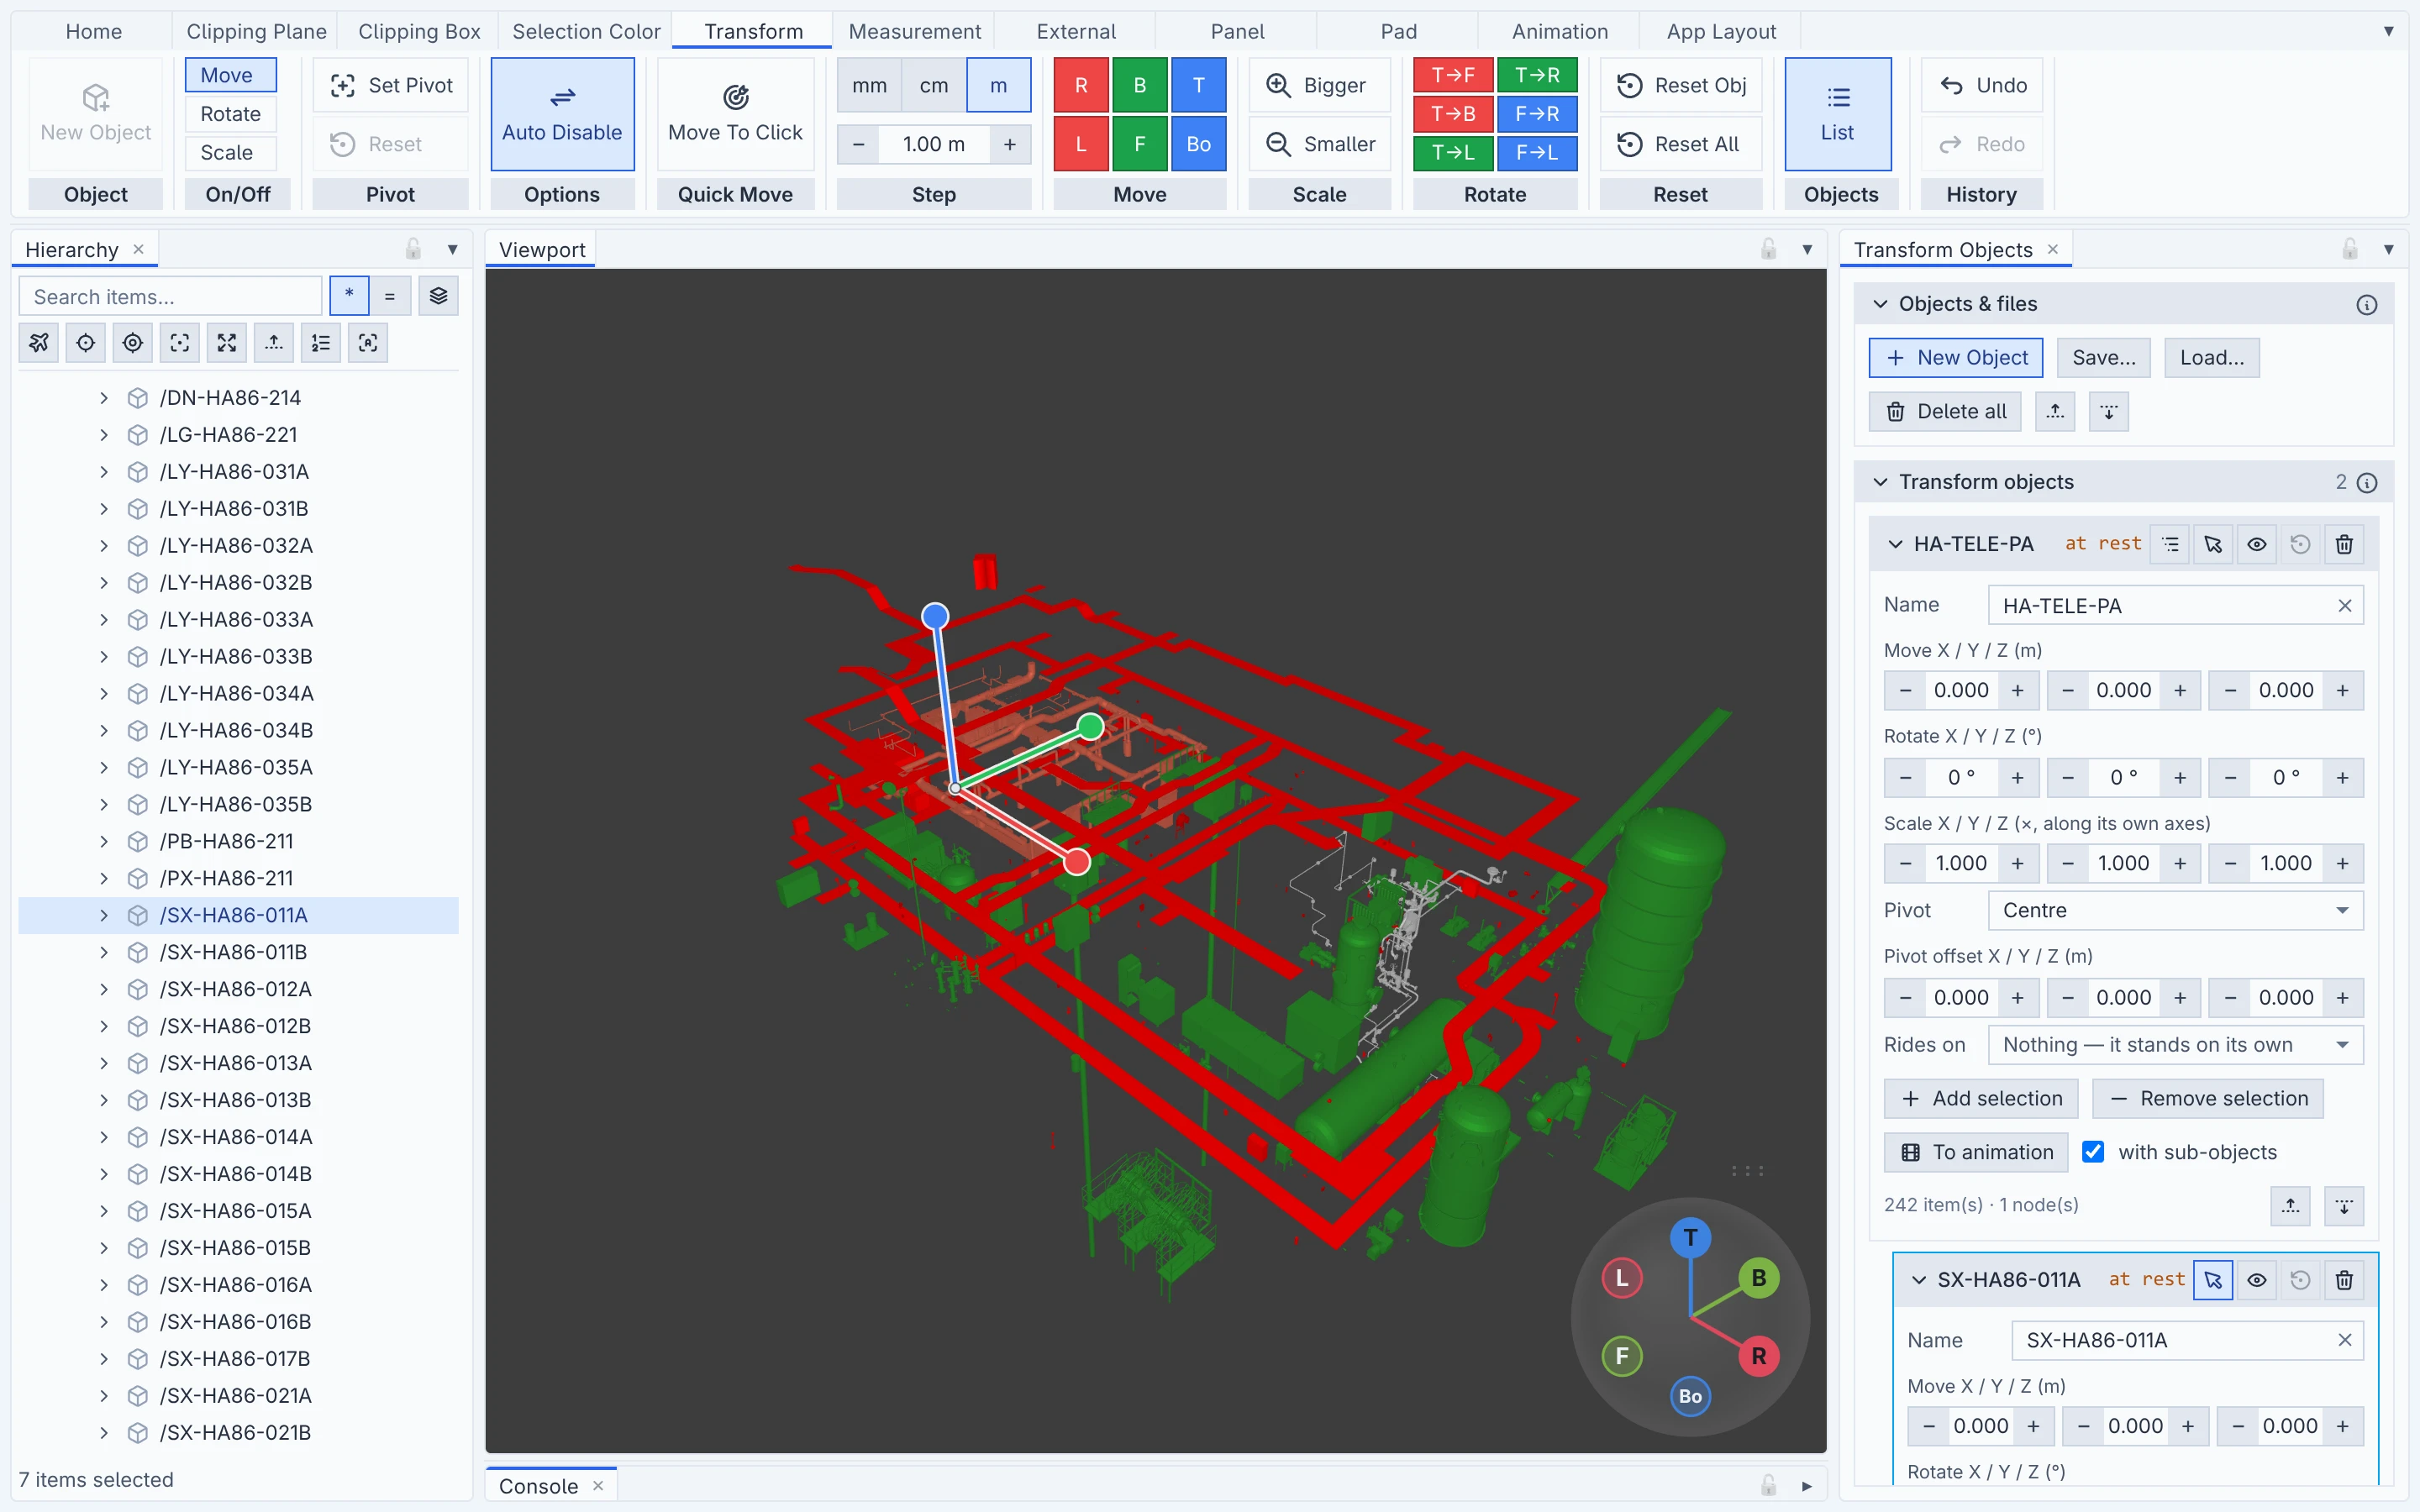 Home Clipping Plane Clipping Box Selection Color Transform Measurement External Panel Pad Animation App Layout
New Object
Object
Move
Rotate
Scale
On/Off
Set Pivot
Reset
Pivot
Auto Disable
Options
Move To Click
Quick Move
mm cm m
− 1.00 m +
Step
R B T
L F Bo
Move
Bigger
Smaller
Scale
T→F T→R
T→B F→R
T→L F→L
Rotate
Reset Obj
Reset All
Reset
List
Objects
Undo
Redo
History
Hierarchy
Search items...
* =
/DN-HA86-214
/LG-HA86-221
/LY-HA86-031A
/LY-HA86-031B
/LY-HA86-032A
/LY-HA86-032B
/LY-HA86-033A
/LY-HA86-033B
/LY-HA86-034A
/LY-HA86-034B
/LY-HA86-035A
/LY-HA86-035B
/PB-HA86-211
/PX-HA86-211
/SX-HA86-011A
/SX-HA86-011B
/SX-HA86-012A
/SX-HA86-012B
/SX-HA86-013A
/SX-HA86-013B
/SX-HA86-014A
/SX-HA86-014B
/SX-HA86-015A
/SX-HA86-015B
/SX-HA86-016A
/SX-HA86-016B
/SX-HA86-017B
/SX-HA86-021A
/SX-HA86-021B
7 items selected
Viewport
T
L B
F R
Bo
Console
Transform Objects
Objects & files
+ New Object Save... Load...
Delete all
Transform objects 2
HA-TELE-PA at rest
Name HA-TELE-PA
Move X / Y / Z (m)
− 0.000 + − 0.000 + − 0.000 +
Rotate X / Y / Z (°)
− 0 ° + − 0 ° + − 0 ° +
Scale X / Y / Z (×, along its own axes)
− 1.000 + − 1.000 + − 1.000 +
Pivot Centre
Pivot offset X / Y / Z (m)
− 0.000 + − 0.000 + − 0.000 +
Rides on Nothing — it stands on its own
+ Add selection − Remove selection
To animation with sub-objects
242 item(s) · 1 node(s)
SX-HA86-011A at rest
Name SX-HA86-011A
Move X / Y / Z (m)
− 0.000 + − 0.000 + − 0.000 +
Rotate X / Y / Z (°)